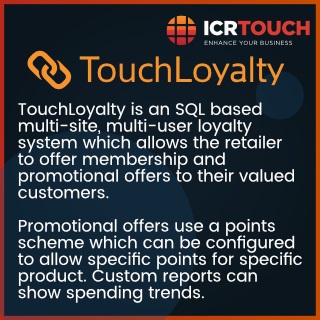 ICRTOUCH
ENHANCE YOUR BUSINESS
TouchLoyalty
TouchLoyalty is an SQL based
multi-site, multi-user loyalty
system which allows the retailer
to offer membership and
promotional offers to their valued
customers.
Promotional offers use a points
scheme which can be configured
to allow specific points for specific
product. Custom reports can
show spending trends.